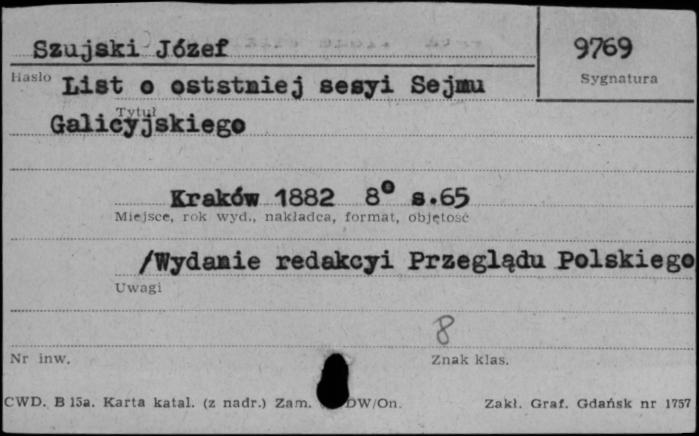 Szujski Józef
9769
Hasło
Sygnatura
List o oststniej sesyi Sejmu
Tytuł
Galicyjskiego
Kraków 1882 8° s.65
Miejsce, rok wyd., nakładca, format, objętość
/Wydanie redakcyi Przeglądu Polskiego
Uwagi
8
Nr inw.
Znak klas.
CWD. B 15a. Karta katal. (z nadr.) Zam. DW/On.
Zakł. Graf. Gdańsk nr 1757